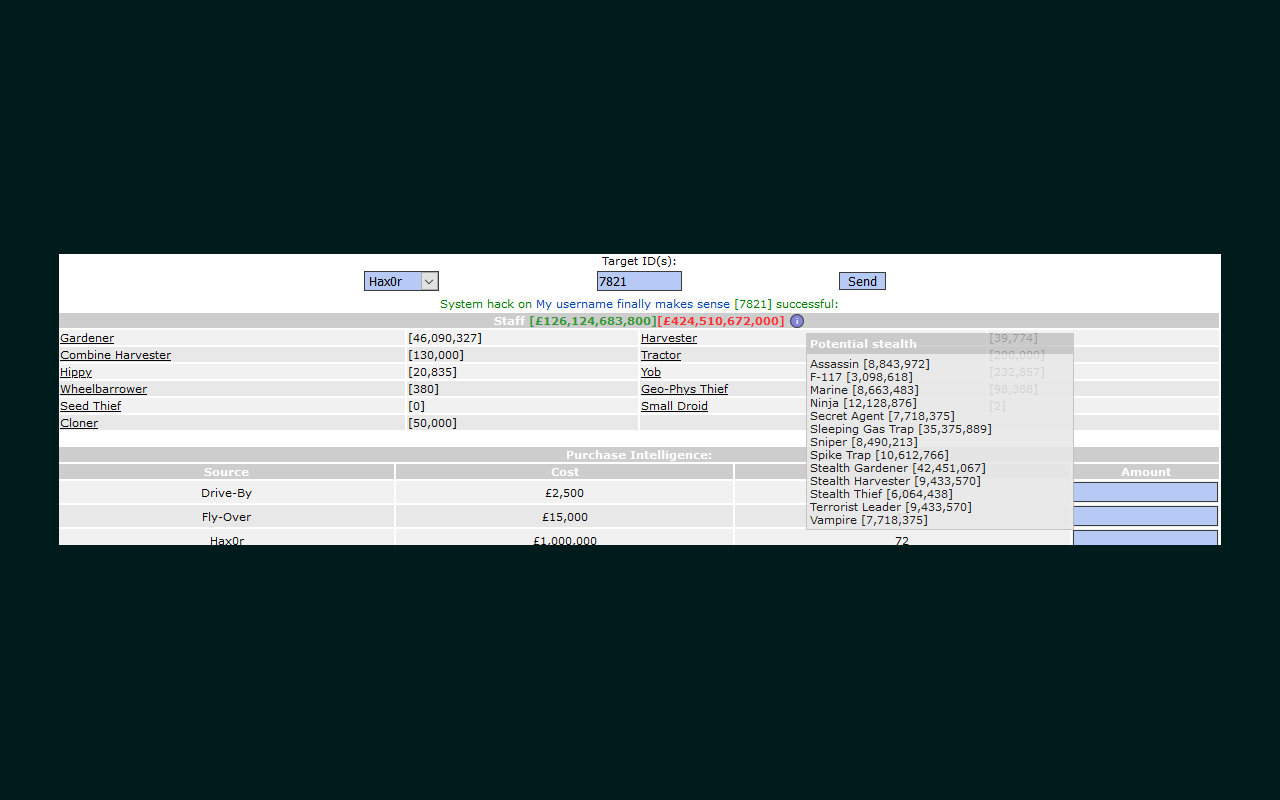 Target ID(s):
Hax0r 7821 Send
System hack on My username finally makes sense [7821] successful:
Staff [£126,124,683,800][£424,510,672,000] i
Gardener [46,090,327] Harvester [39,774]
Combine Harvester [130,000] Tractor [200,000]
Hippy [20,835] Yob [232,857]
Wheelbarrower [380] Geo-Phys Thief [98,388]
Seed Thief [0] Small Droid [2]
Cloner [50,000]
Potential stealth
Assassin [8,843,972]
F-117 [3,098,618]
Marine [8,663,483]
Ninja [12,128,876]
Secret Agent [7,718,375]
Sleeping Gas Trap [35,375,889]
Sniper [8,490,213]
Spike Trap [10,612,766]
Stealth Gardener [42,451,067]
Stealth Harvester [9,433,570]
Stealth Thief [6,064,438]
Terrorist Leader [9,433,570]
Vampire [7,718,375]
Purchase Intelligence:
Source Cost Amount
Drive-By £2,500
Fly-Over £15,000
Hax0r £1,000,000 72